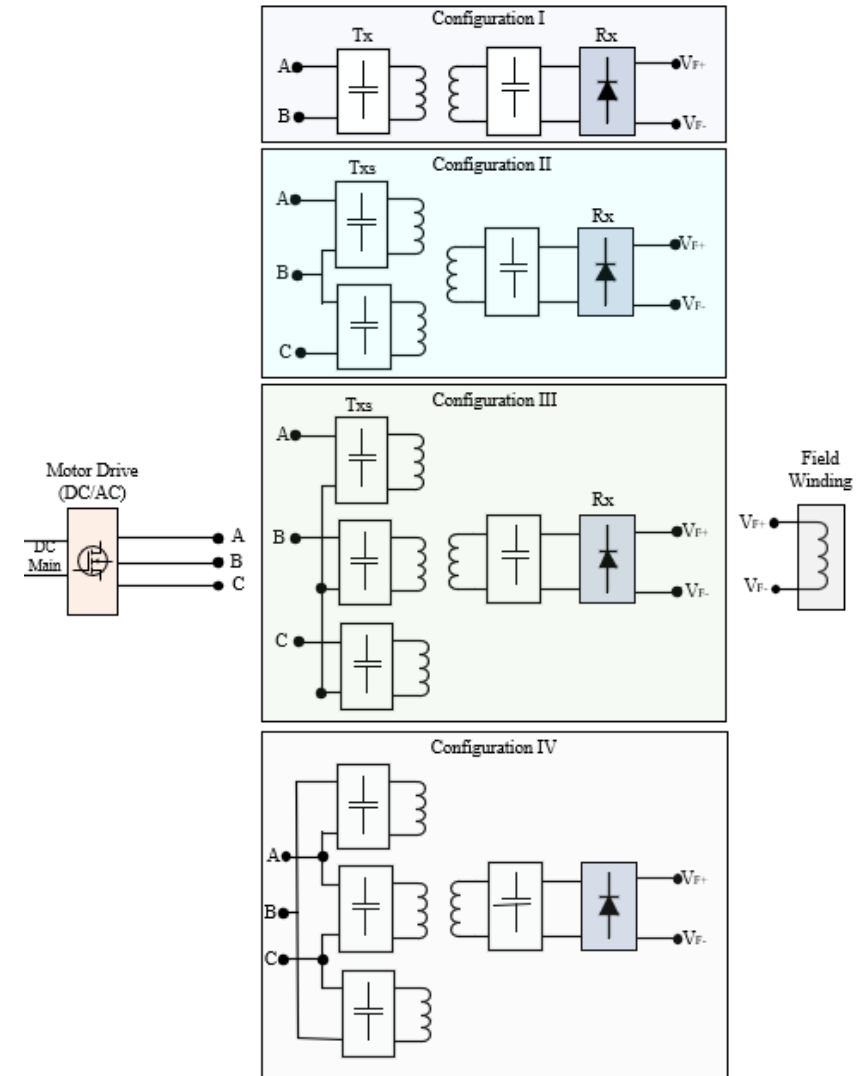 Configuration I
Tx
Rx
A
B
VF+
VF-
Configuration II
Txs
Rx
A
B
C
VF+
VF-
Configuration III
Txs
Rx
A
B
C
VF+
VF-
Motor Drive
(DC/AC)
DC
Main
A
B
C
Field
Winding
VF+
VF-
Configuration IV
A
B
C
VF+
VF-